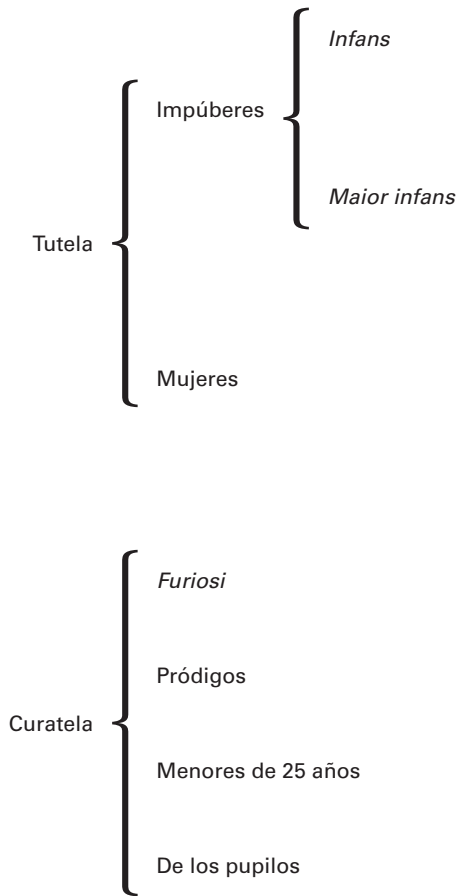 Infans
Impúberes
Maior infans
Tutela
Mujeres
Furiosi
Pródigos
Curatela
Menores de 25 años
De los pupilos